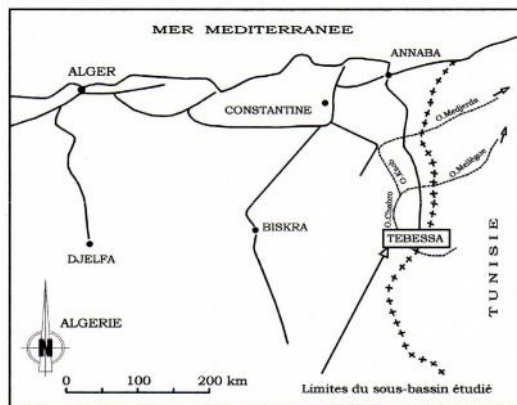 MER MEDITERRANEE
ANNABA
ALGER
CONSTANTINE
O.Medjerda
O.Mellègue
O.Ksob
O.Chabro
BISKRA
TEBESSA
DJELFA
TUNISIE
ALGERIE
N
0 100 200 km
Limites du sous-bassin étudié